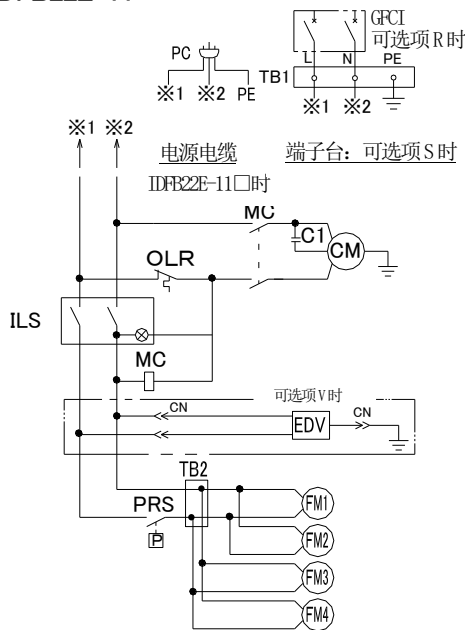 GFCI
可选项R时
PC
L
N
PE
TB1
※1
※2
PE
※1
※2
※1
※2
电源电缆
端子台:可选项S时
IDFB22E-11□时
MC
C1
CM
OLR
ILS
MC
可选项V时
CN
EDV
CN
TB2
PRS
P
FM1
FM2
FM3
FM4